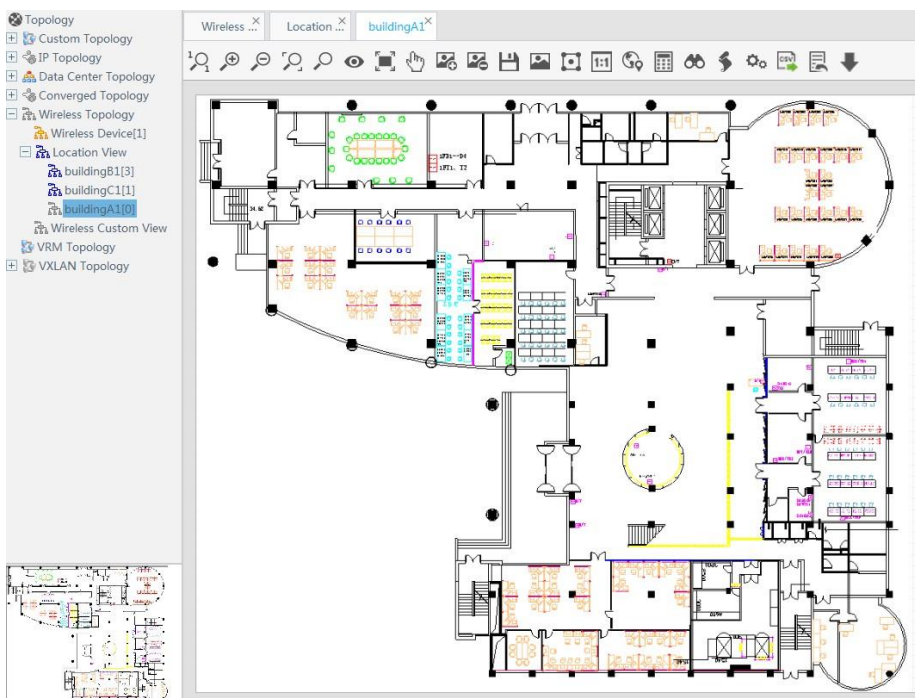 Topology
Custom Topology
IP Topology
Data Center Topology
Converged Topology
Wireless Topology
Wireless Device[1]
Location View
buildingB1[3]
buildingC1[1]
buildingA1[0]
Wireless Custom View
VRM Topology
VXLAN Topology
Wireless ...
Location ...
buildingA1
1:1
CSV